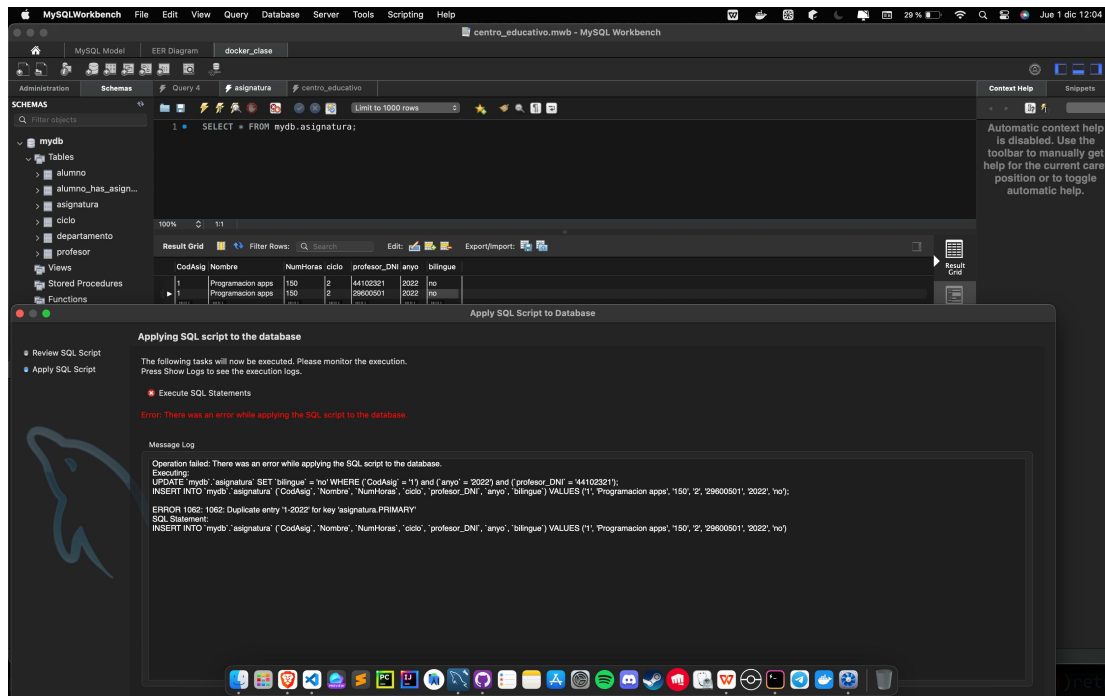 MySQLWorkbench File Edit View Query Database Server Tools Scripting Help 29 % Jue 1 dic 12:04
centro_educativo.mwb - MySQL Workbench
MySQL Model EER Diagram docker_clase
Administration Schemas Query 4 asignatura centro_educativo Context Help Snippets
SCHEMAS
Filter objects
Limit to 1000 rows
1 SELECT * FROM mydb.asignatura;
mydb
Tables
alumno
alumno_has_asign...
asignatura
ciclo
departamento
profesor
Views
Stored Procedures
Functions
Automatic context help
is disabled. Use the
toolbar to manually get
help for the current care
position or to toggle
automatic help.
100% 1:1
Result Grid Filter Rows: Search Edit: Export/Import:
Result
Grid
CodAsig Nombre NumHoras ciclo profesor_DNI anyo bilingue
1 Programacion apps 150 2 44102321 2022 no
1 Programacion apps 150 2 29600501 2022 no
Apply SQL Script to Database
Review SQL Script
Apply SQL Script
Applying SQL script to the database
The following tasks will now be executed. Please monitor the execution.
Press Show Logs to see the execution logs.
Execute SQL Statements
Error: There was an error while applying the SQL script to the database.
Message Log
Operation failed: There was an error while applying the SQL script to the database.
Executing:
UPDATE `mydb`.`asignatura` SET `bilingue` = 'no' WHERE (`CodAsig` = '1') and (`anyo` = '2022') and (`profesor_DNI` = '44102321');
INSERT INTO `mydb`.`asignatura` (`CodAsig`, `Nombre`, `NumHoras`, `ciclo`, `profesor_DNI`, `anyo`, `bilingue`) VALUES ('1', 'Programacion apps', '150', '2', '29600501', '2022', 'no');
ERROR 1062: 1062: Duplicate entry '1-2022' for key 'asignatura.PRIMARY'
SQL Statement:
INSERT INTO `mydb`.`asignatura` (`CodAsig`, `Nombre`, `NumHoras`, `ciclo`, `profesor_DNI`, `anyo`, `bilingue`) VALUES ('1', 'Programacion apps', '150', '2', '29600501', '2022', 'no')